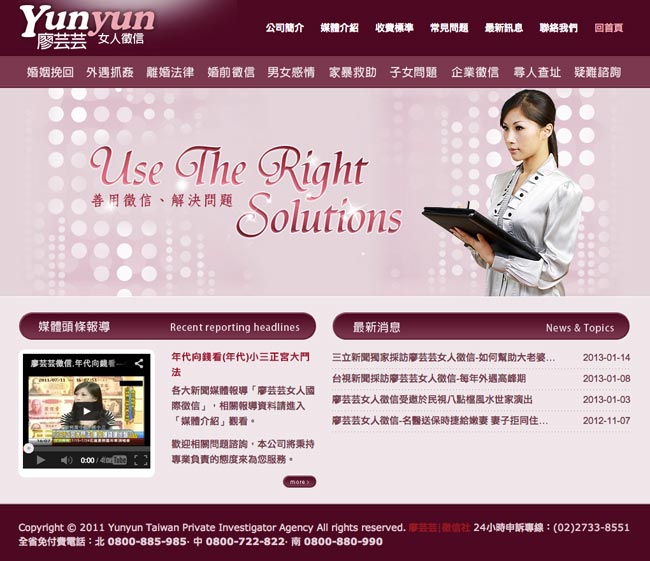 Yunyun
廖芸芸 女人徵信
公司簡介 媒體介紹 收費標準 常見問題 最新訊息 聯絡我們 回首頁
婚姻挽回 外遇抓姦 離婚法律 婚前徵信 男女感情 家暴救助 子女問題 企業徵信 尋人查址 疑難諮詢
Use The Right
善用徵信、解決問題
Solutions
媒體頭條報導 Recent reporting headlines
廖芸芸徵信.年代向錢看—
0:00
YouTube
年代向錢看(年代)小三正宮大鬥
法
各大新聞媒體報導「廖芸芸女人國
際徵信」，相關報導資料請進入
「媒體介紹」觀看。
歡迎相關問題諮詢，本公司將秉持
專業負責的態度來為您服務。
more
最新消息 News & Topics
三立新聞獨家採訪廖芸芸女人徵信-如何幫助大老婆... 2013-01-14
台視新聞採訪廖芸芸女人徵信-每年外遇高峰期 2013-01-08
廖芸芸女人徵信受邀於民視八點檔風水世家演出 2013-01-03
廖芸芸女人徵信-名醫送保時捷給嫩妻 妻子拒同住... 2012-11-07
Copyright © 2011 Yunyun Taiwan Private Investigator Agency All rights reserved. 廖芸芸|徵信社 24小時申訴專線：(02)2733-8551
全省免付費電話：北 0800-885-985· 中 0800-722-822· 南 0800-880-990